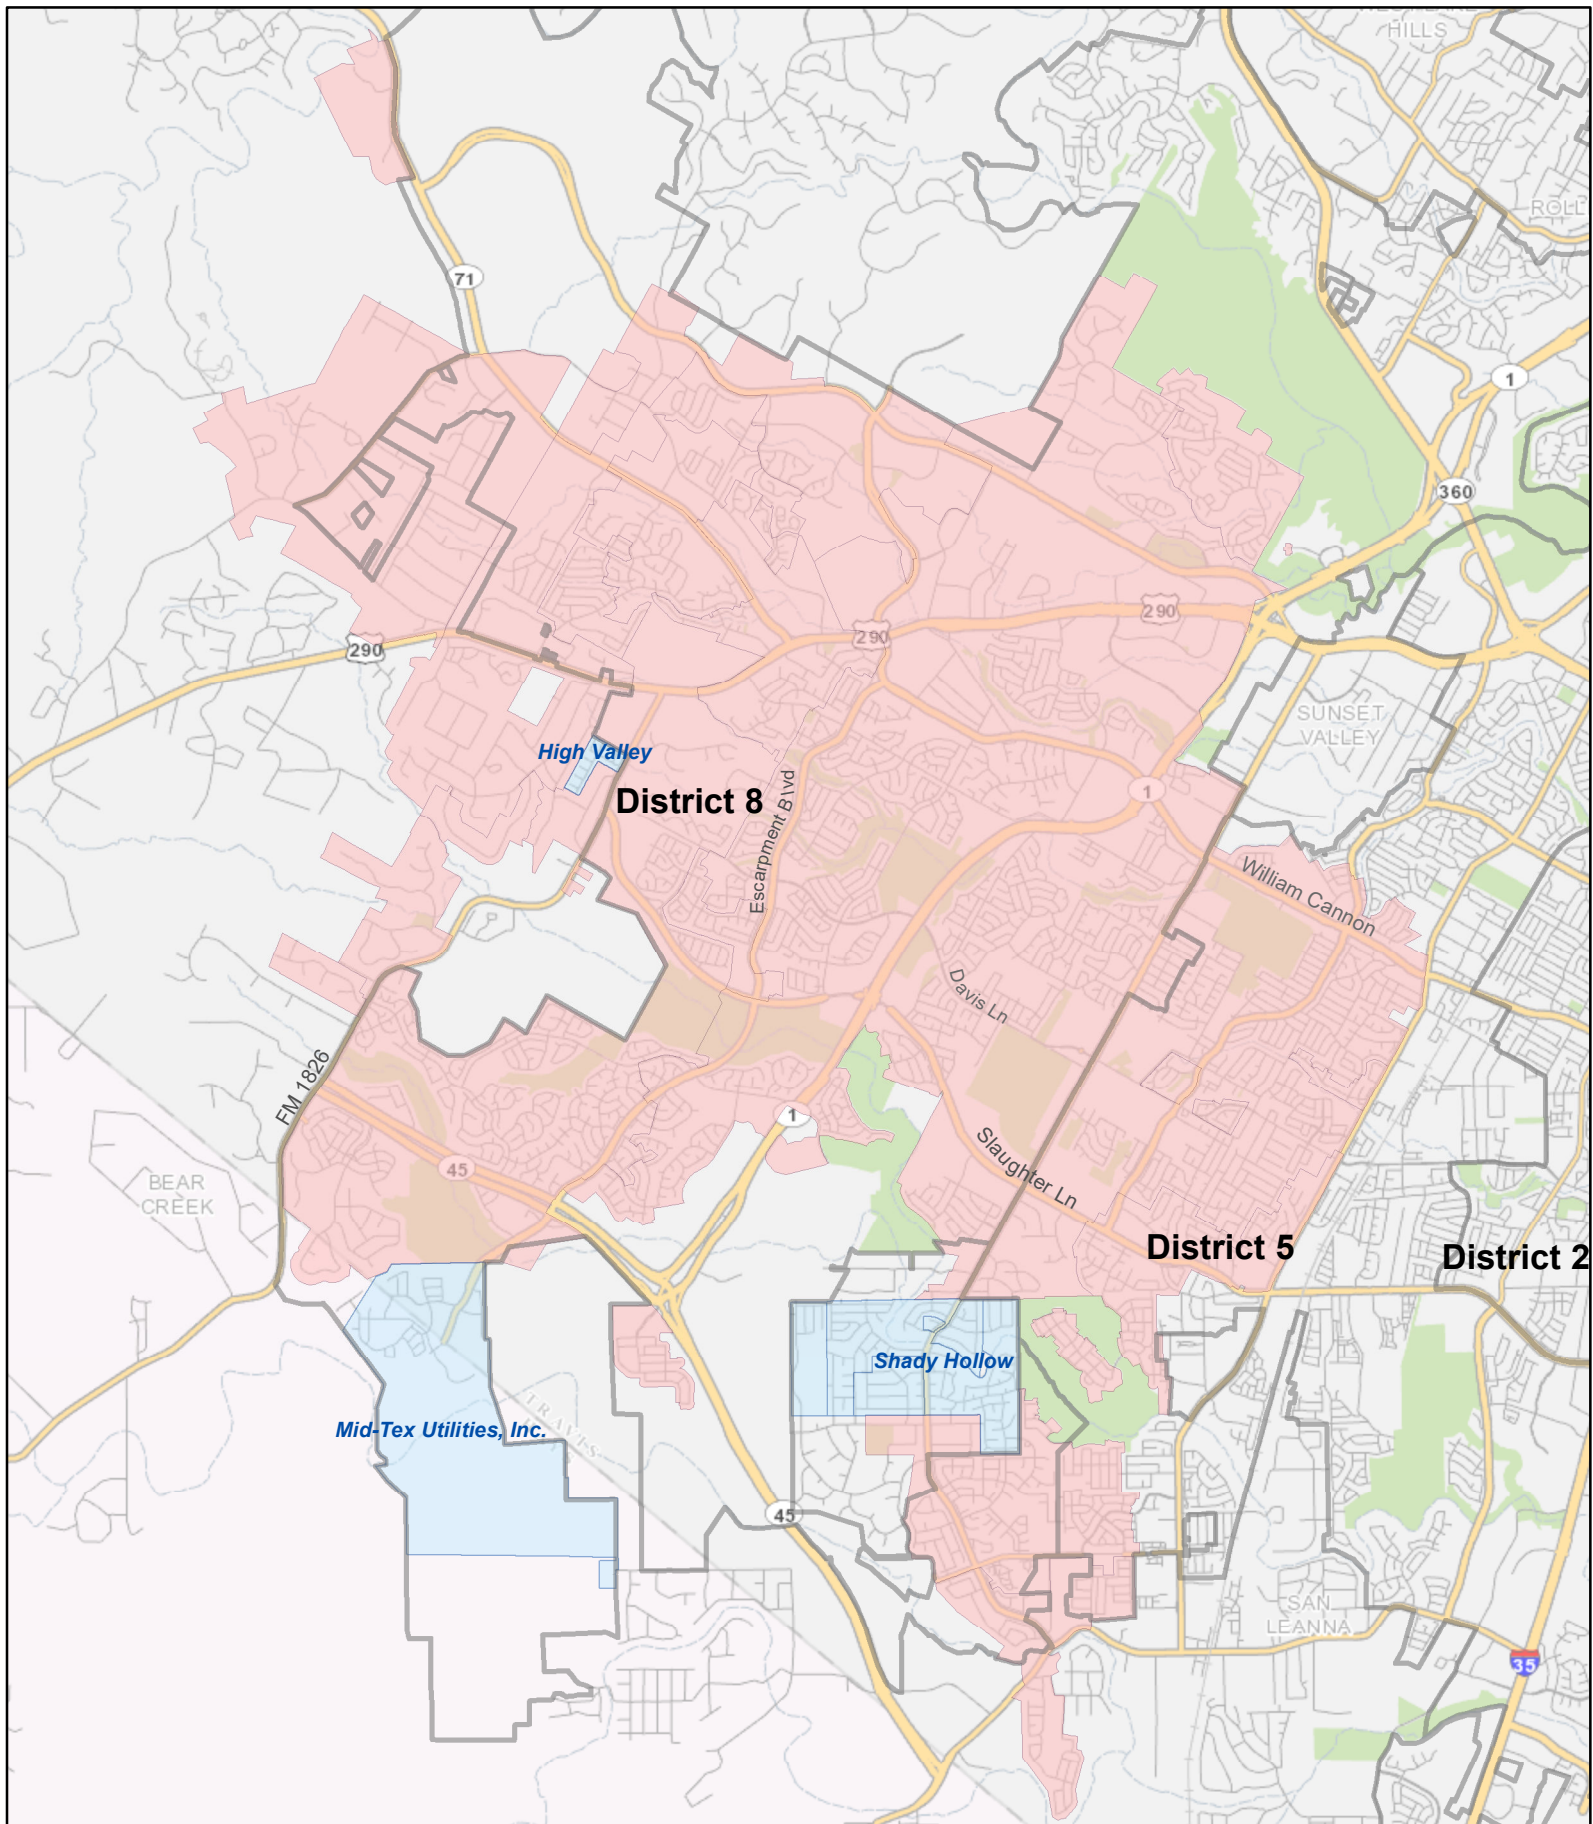 HILLS
ROLL
71
1
360
290
290
290
SUNSET
VALLEY
High Valley
District 8
1
Escarpment Blvd
William Cannon
Davis Ln
FM 1826
1
Slaughter Ln
45
BEAR
CREEK
District 5
District 2
Shady Hollow
TRAVIS
Mid-Tex Utilities, Inc.
45
SAN
LEANNA
35